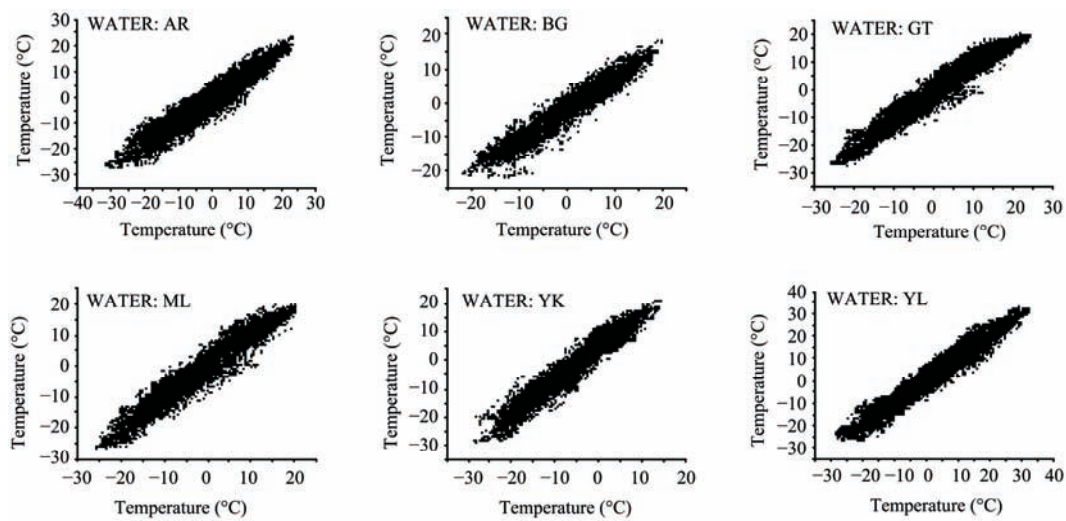 WATER: AR
Temperature (°C)
30
20
10
0
−10
−20
−30
−40 −30 −20 −10 0 10 20 30
Temperature (°C)
WATER: BG
Temperature (°C)
10
0
−10
−20
−20 −10 0 10 20
Temperature (°C)
WATER: GT
Temperature (°C)
20
10
0
−10
−20
−30
−30 −20 −10 0 10 20 30
Temperature (°C)
WATER: ML
Temperature (°C)
20
10
0
−10
−20
−30
−30 −20 −10 0 10 20
Temperature (°C)
WATER: YK
Temperature (°C)
20
10
0
−10
−20
−30
−30 −20 −10 0 10 20
Temperature (°C)
WATER: YL
Temperature (°C)
40
30
20
10
0
−10
−20
−30
−30 −20 −10 0 10 20 30 40
Temperature (°C)